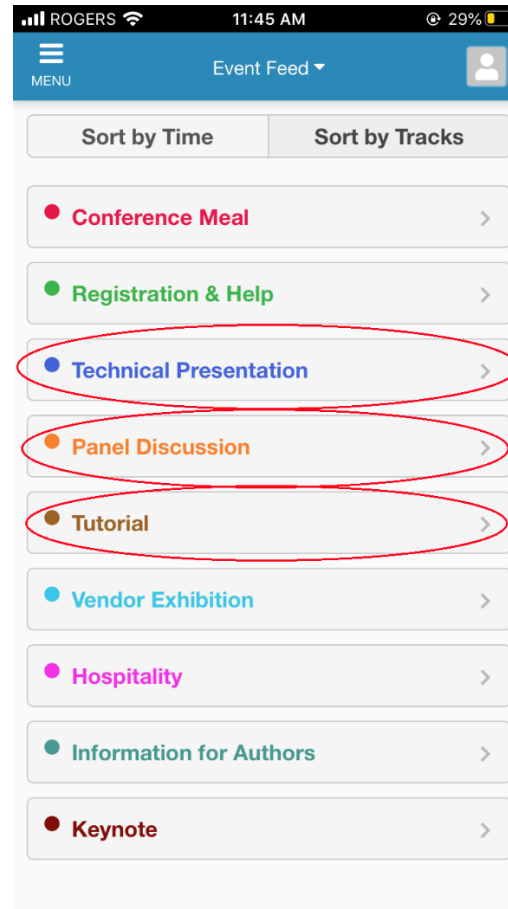 ROGERS 11:45 AM 29%
MENU Event Feed
Sort by Time Sort by Tracks
Conference Meal
Registration & Help
Technical Presentation
Panel Discussion
Tutorial
Vendor Exhibition
Hospitality
Information for Authors
Keynote